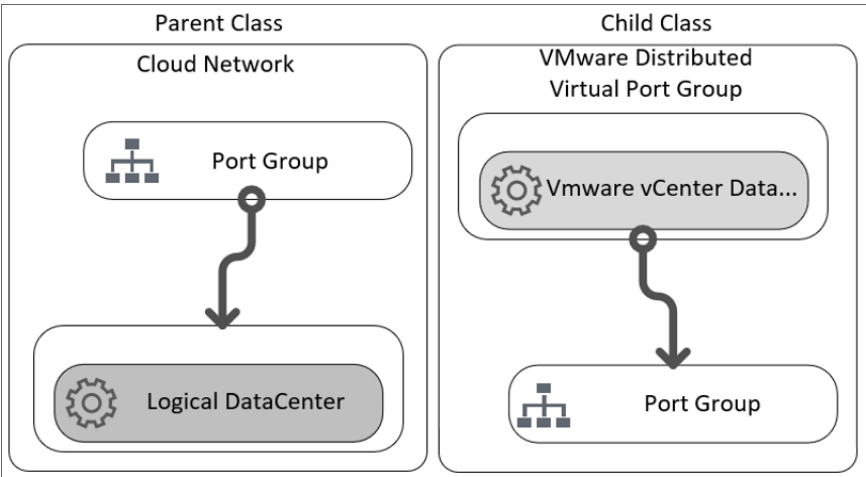 Parent Class
Cloud Network
Port Group
Logical DataCenter
Child Class
VMware Distributed
Virtual Port Group
Vmware vCenter Data...
Port Group